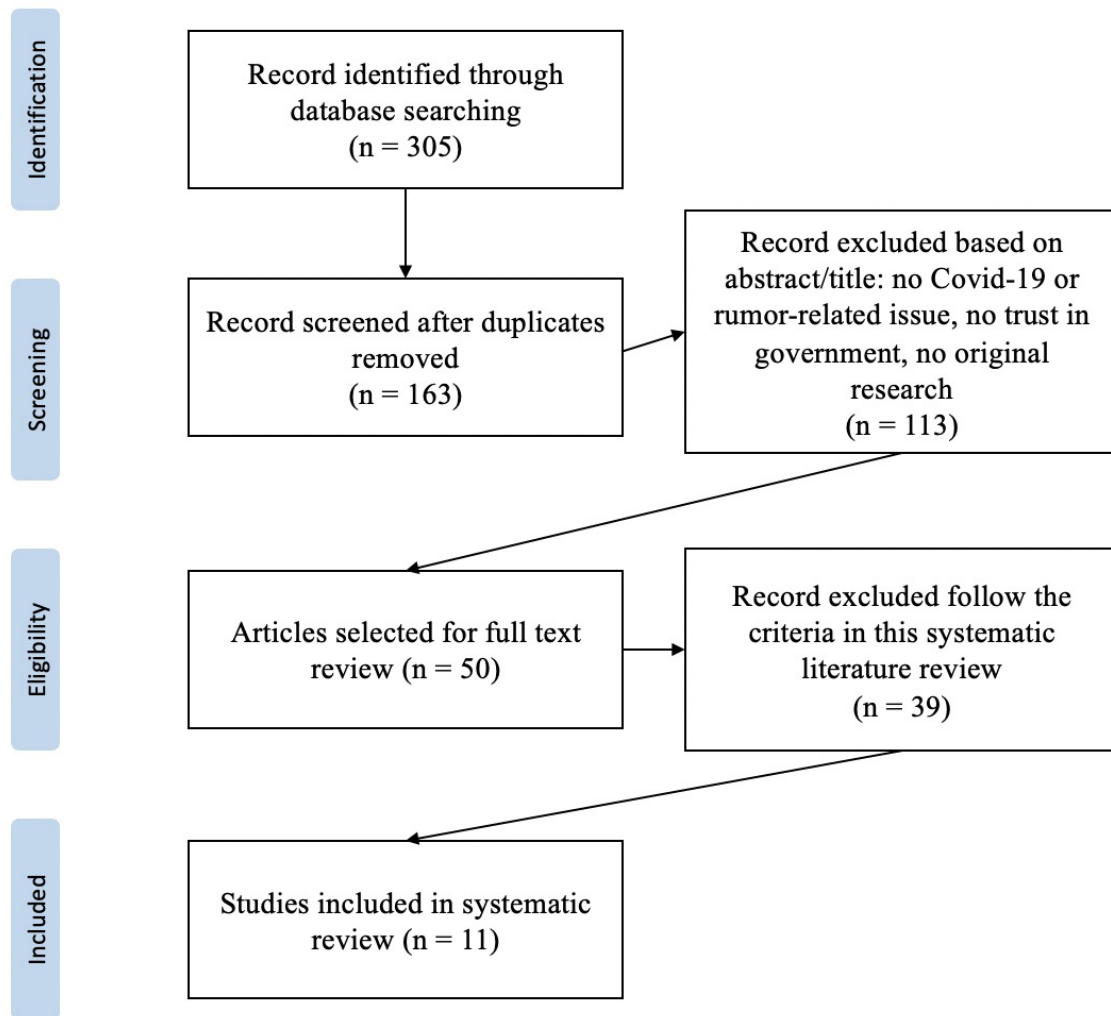 Identification
Record identified through
database searching
(n = 305)
Screening
Record screened after duplicates
removed
(n = 163)
Record excluded based on
abstract/title: no Covid-19 or
rumor-related issue, no trust in
government, no original
research
(n = 113)
Eligibility
Articles selected for full text
review (n = 50)
Record excluded follow the
criteria in this systematic
literature review
(n = 39)
Included
Studies included in systematic
review (n = 11)